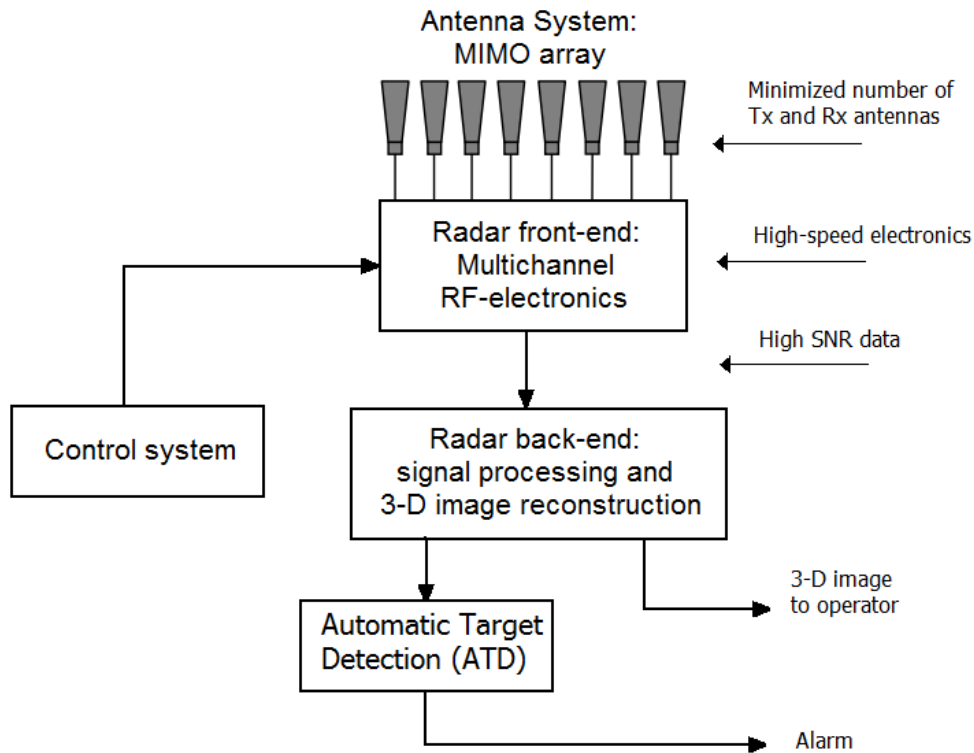 Antenna System:
MIMO array
Minimized number of
Tx and Rx antennas
Radar front-end:
Multichannel
RF-electronics
High-speed electronics
High SNR data
Control system
Radar back-end:
signal processing and
3-D image reconstruction
3-D image
to operator
Automatic Target
Detection (ATD)
Alarm